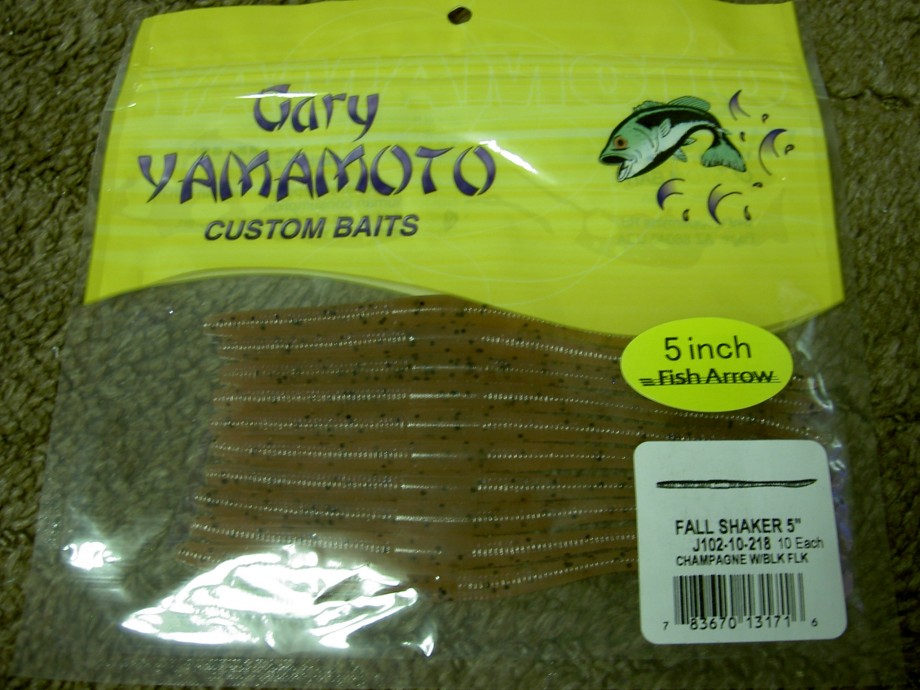 Gary
YAMAMOTO
CUSTOM BAITS
5 inch
Fish Arrow
FALL SHAKER 5"
J102-10-218 10 Each
CHAMPAGNE W/BLK FLK
7 83670 13171 6